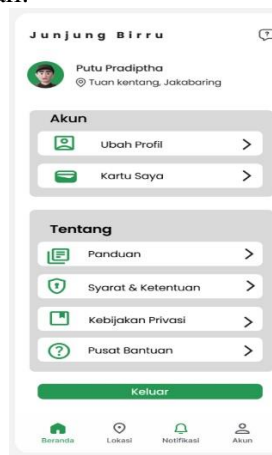 Junjung Birru
Putu Pradiptha
Tuan kentang, Jakabaring
Akun
Ubah Profil
Kartu Saya
Tentang
Panduan
Syarat & Ketentuan
Kebijakan Privasi
Pusat Bantuan
Keluar
Beranda Lokasi Notifikasi Akun